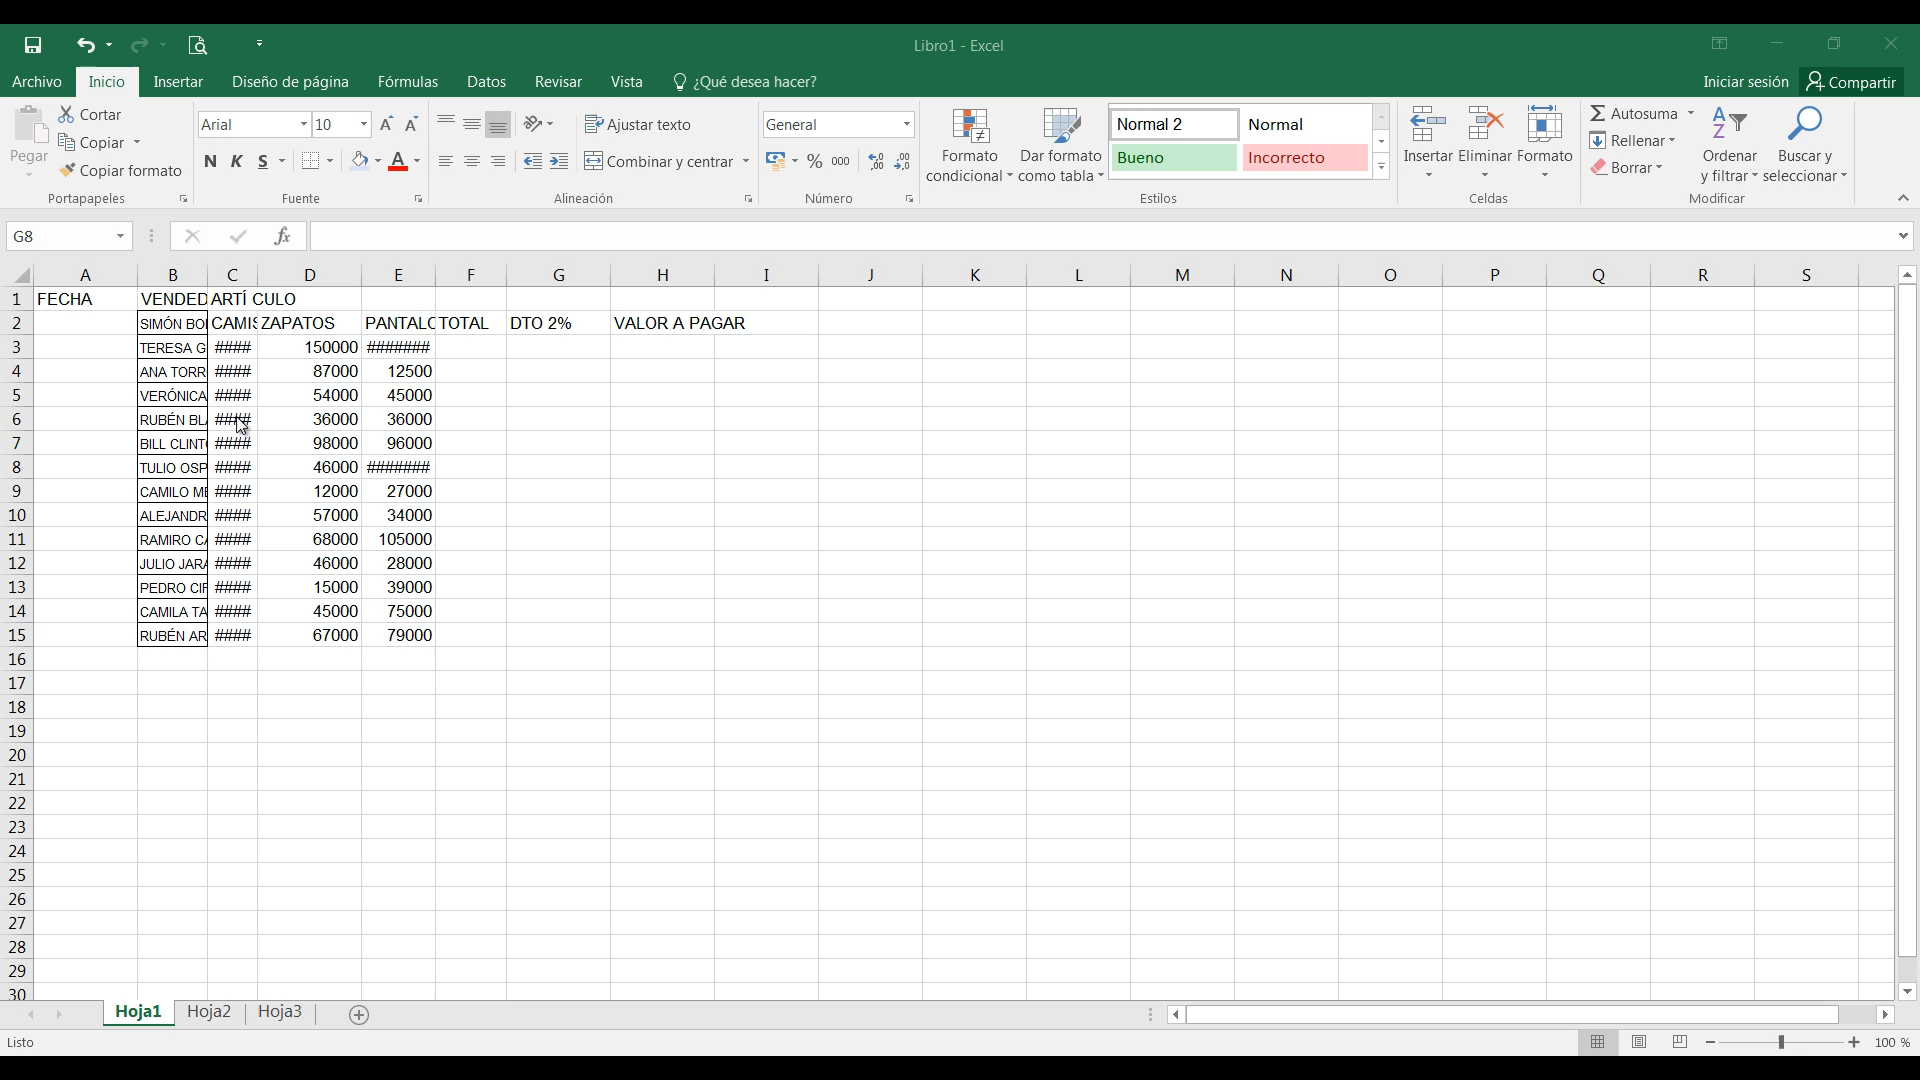 Libro1 - Excel
Archivo Inicio Insertar Diseño de página Fórmulas Datos Revisar Vista ¿Qué desea hacer? Iniciar sesión Compartir
Pegar Cortar Copiar Copiar formato
Portapapeles
Arial 10
N K S
Fuente
Ajustar texto
Combinar y centrar
Alineación
General
% 000
Número
Formato condicional
Dar formato como tabla
Normal 2 Normal
Bueno Incorrecto
Estilos
Insertar Eliminar Formato
Celdas
Autosuma
Rellenar
Borrar
Ordenar y filtrar
Buscar y seleccionar
Modificar
G8 fx
A B C D E F G H I J K L M N O P Q R S
1 FECHA VENDED ARTÍ CULO
2 SIMÓN BO CAMIS ZAPATOS PANTALO TOTAL DTO 2% VALOR A PAGAR
3 TERESA G #### 150000 #######
4 ANA TORR #### 87000 12500
5 VERÓNICA #### 54000 45000
6 RUBÉN BLA #### 36000 36000
7 BILL CLINT #### 98000 96000
8 TULIO OSP #### 46000 #######
9 CAMILO ME #### 12000 27000
10 ALEJANDR #### 57000 34000
11 RAMIRO CA #### 68000 105000
12 JULIO JARA #### 46000 28000
13 PEDRO CIF #### 15000 39000
14 CAMILA TA #### 45000 75000
15 RUBÉN AR #### 67000 79000
16
17
18
19
20
21
22
23
24
25
26
27
28
29
30
Hoja1 Hoja2 Hoja3
Listo 100 %